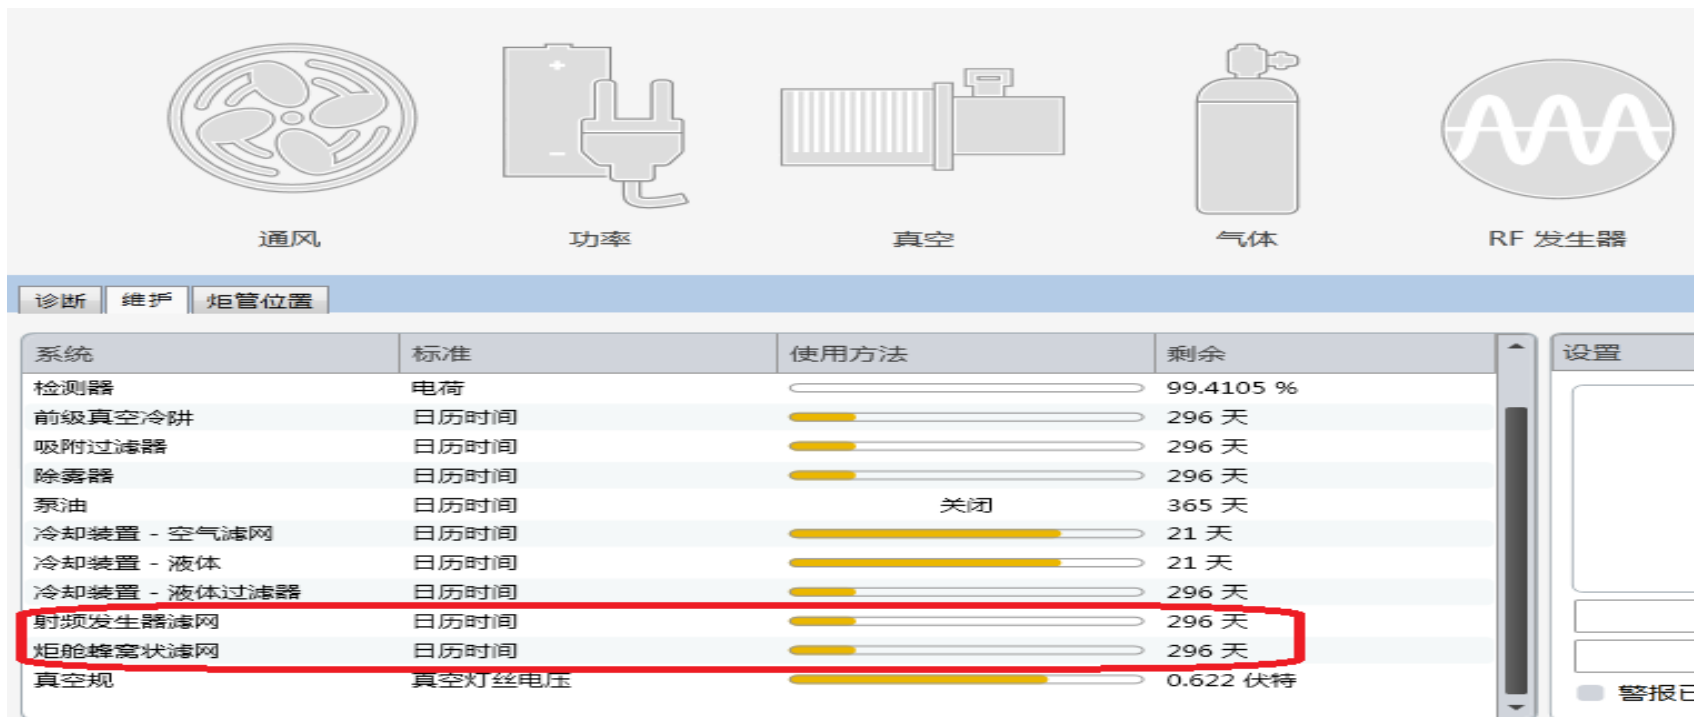 通风 功率 真空 气体 RF 发生器
诊断 维护 炬管位置
系统 标准 使用方法 剩余 设置
检测器 电荷 99.4105 %
前级真空冷阱 日历时间 296 天
吸附过滤器 日历时间 296 天
除雾器 日历时间 296 天
泵油 日历时间 关闭 365 天
冷却装置 - 空气滤网 日历时间 21 天
冷却装置 - 液体 日历时间 21 天
冷却装置 - 液体过滤器 日历时间 296 天
射频发生器滤网 日历时间 296 天
炬舱蜂窝状滤网 日历时间 296 天
真空规 真空灯丝电压 0.622 伏特
警报已